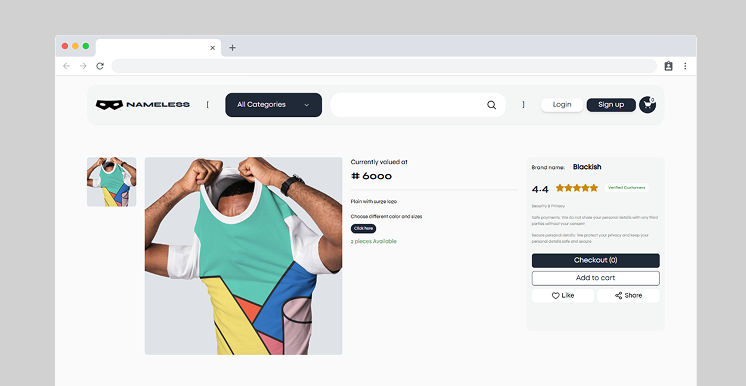 NAMELESS
[
All Categories
]
Login
Sign up
0
Currently valued at
# 6000
Plain with surge logo
Choose different color and sizes
Click here
2 pieces Available
Brand name: Blackish
4.4
Verified Customers
Security & Privacy
Safe payments: We do not share your personal details with any third
parties without your consent
Secure personal details: We protect your privacy and keep your
personal details safe and secure
Checkout (0)
Add to cart
Like
Share